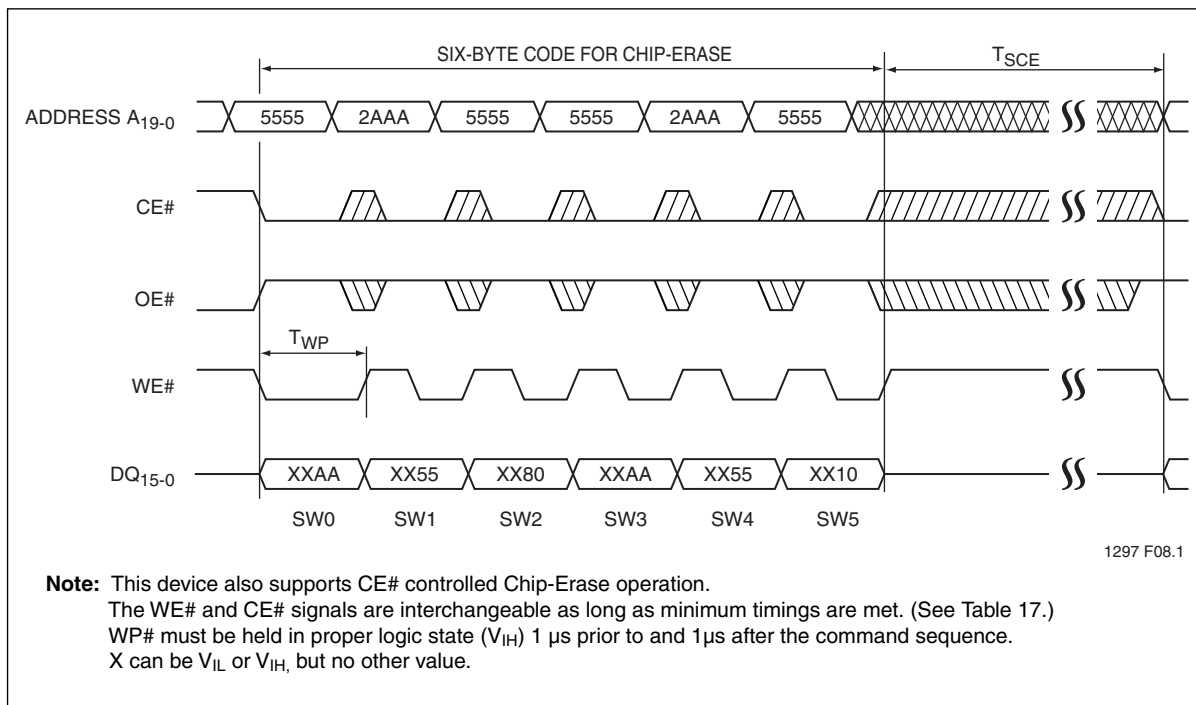 SIX-BYTE CODE FOR CHIP-ERASE TSCE
ADDRESS A19-0 5555 2AAA 5555 5555 2AAA 5555
CE#
OE#
TWP
WE#
DQ15-0 XXAA XX55 XX80 XXAA XX55 XX10
SW0 SW1 SW2 SW3 SW4 SW5
1297 F08.1
Note: This device also supports CE# controlled Chip-Erase operation.
The WE# and CE# signals are interchangeable as long as minimum timings are met. (See Table 17.)
WP# must be held in proper logic state (VIH) 1 µs prior to and 1µs after the command sequence.
X can be VIL or VIH, but no other value.